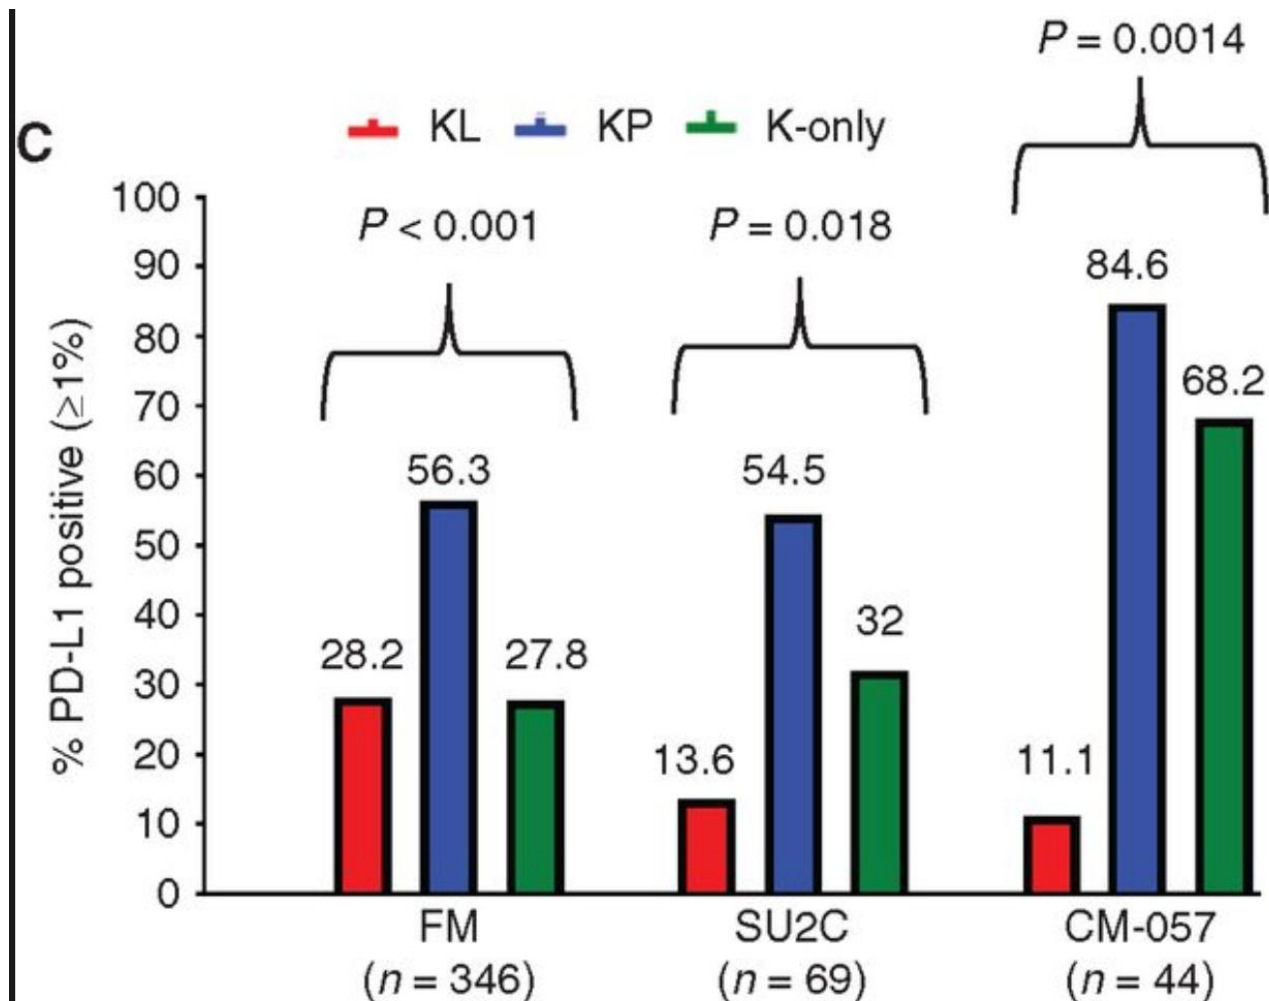 C
KL KP K-only
P < 0.001
P = 0.018
P = 0.0014
% PD-L1 positive (≥1%)
100
90
80
70
60
50
40
30
20
10
0
28.2
56.3
27.8
13.6
54.5
32
11.1
84.6
68.2
FM
(n = 346)
SU2C
(n = 69)
CM-057
(n = 44)